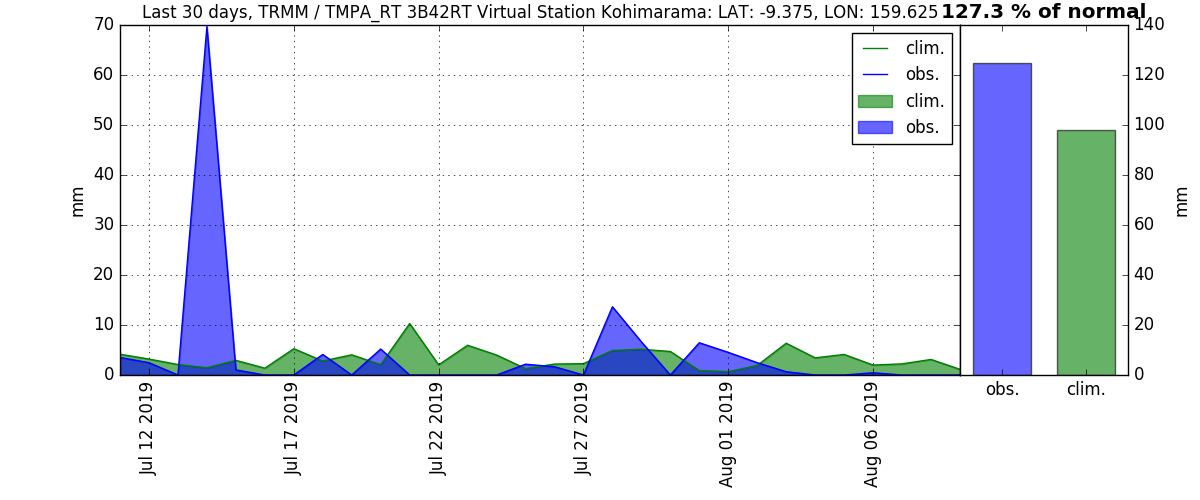 Last 30 days, TRMM / TMPA_RT 3B42RT Virtual Station Kohimarama: LAT: -9.375, LON: 159.625
127.3 % of normal
70
60
50
40
30
20
10
0
mm
clim.
obs.
clim.
obs.
140
120
100
80
60
40
20
0
mm
Jul 12 2019
Jul 17 2019
Jul 22 2019
Jul 27 2019
Aug 01 2019
Aug 06 2019
obs.
clim.